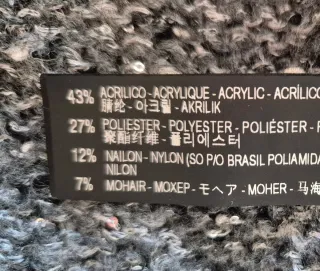 43% ACRILICO - ACRYLIQUE - ACRYLIC - ACRÍLICO
腈纶 - 아크릴 - AKRILIK
27% POLIESTER - POLYESTER - POLIÉSTER - P
聚酯纤维 - 폴리에스터
12% NAILON - NYLON (SO P/O BRASIL POLIAMIDA
NILON
7% MOHAIR - MOXEP - モヘア - MOHER - 马海